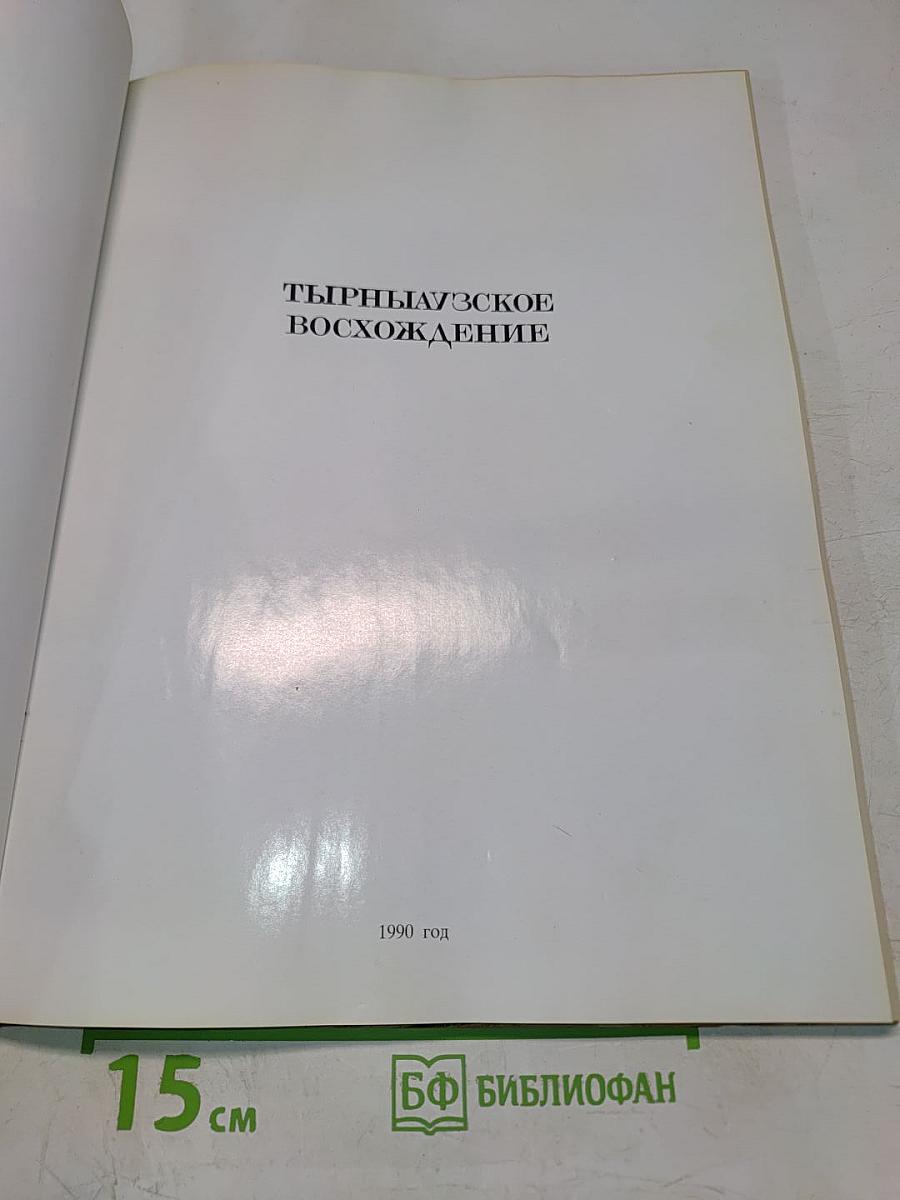 ТЫРНЫАУЗСКОЕ
ВОСХОЖДЕНИЕ
1990 год
15 см
БФ БИБЛИОФАН